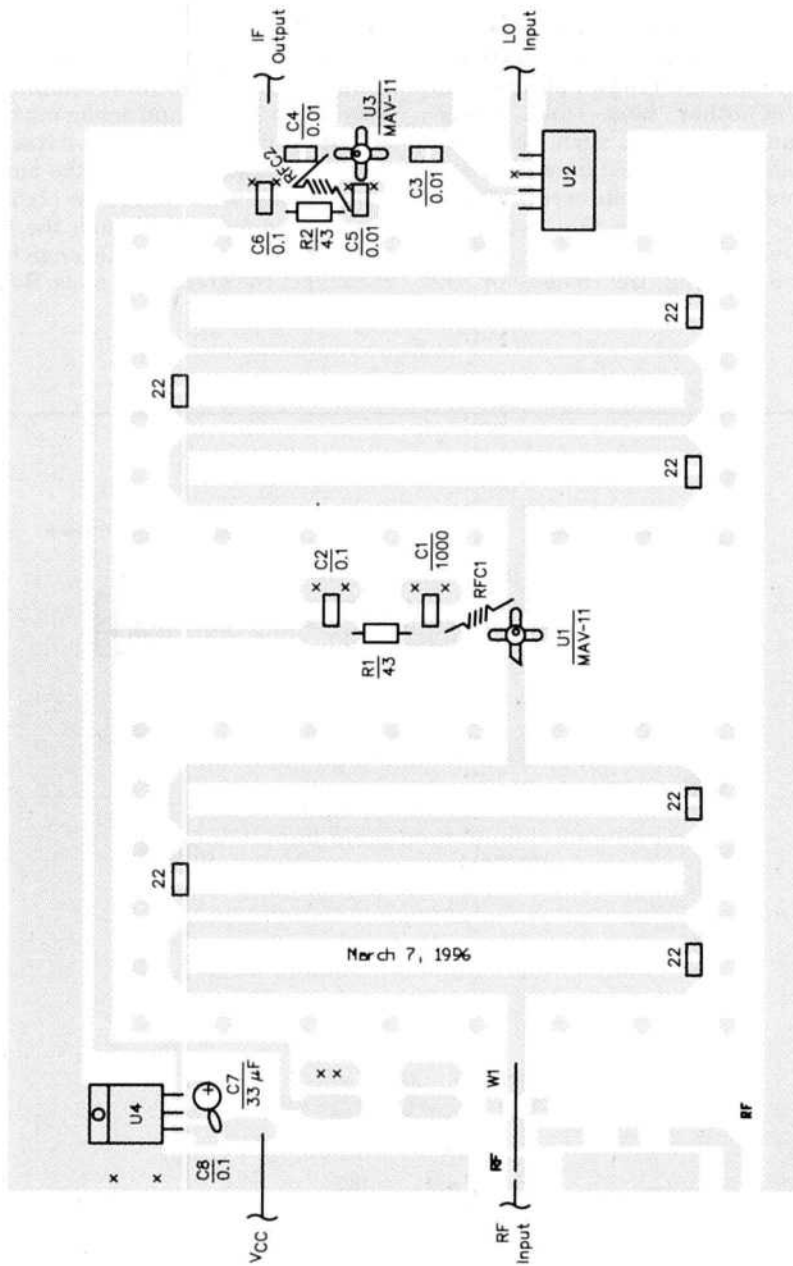 IF
Output
LO
Input
C4
0.01
U3
MAV-11
RFC2
C3
0.01
U2
C6
0.1
R2
43
C5
0.01
22
22
22
C2
0.1
C1
1000
RFC1
R1
43
U1
MAV-11
22
22
22
March 7, 1996
U4
C7
33 µF
C8
0.1
W1
RF
RF
VCC
RF
Input